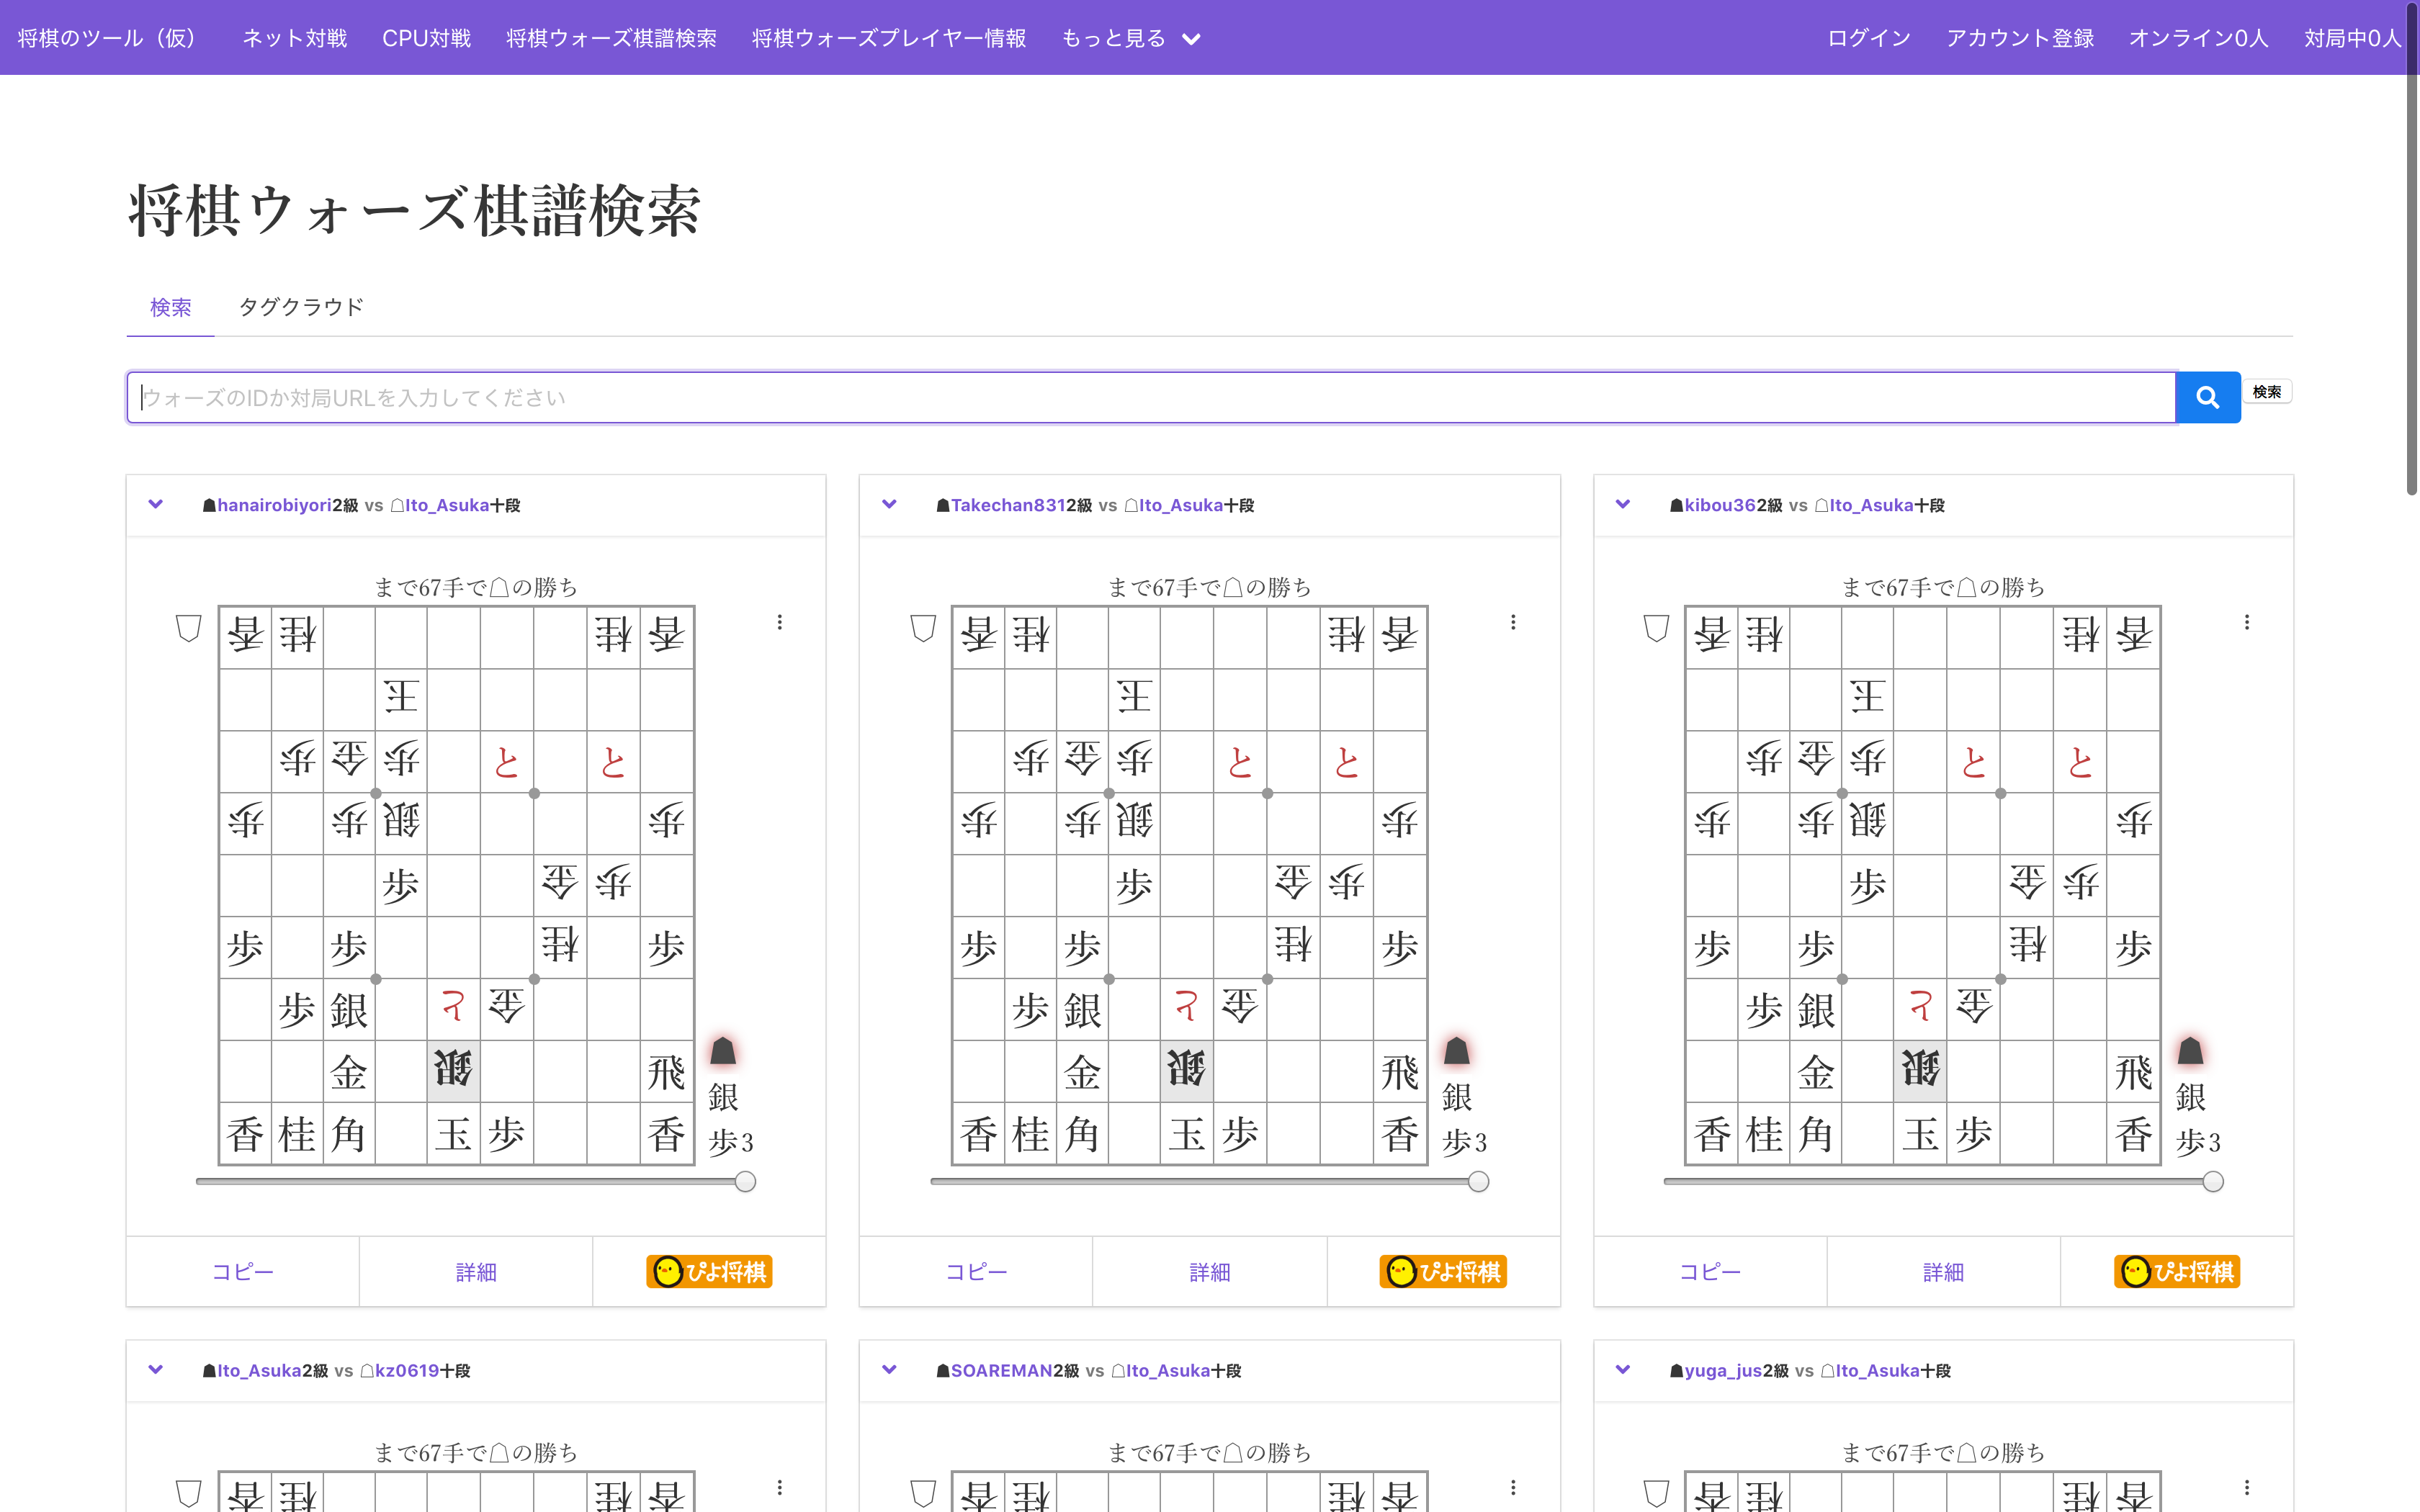 将棋のツール（仮） ネット対戦 CPU対戦 将棋ウォーズ棋譜検索 将棋ウォーズプレイヤー情報 もっと見る ログイン アカウント登録 オンライン0人 対局中0人
将棋ウォーズ棋譜検索
検索 タグクラウド
ウォーズのIDか対局URLを入力してください 検索
☗hanairobiyori2級 vs ☖Ito_Asuka十段
まで67手で☖の勝ち
香 桂 桂 香
王
歩 金 歩 と と
歩 歩 銀 歩
歩 金 歩
歩 歩 桂 歩
歩 銀 と 金
金 銀 飛
香 桂 角 玉 歩 香
☗
銀
歩3
コピー 詳細 ぴよ将棋
☗Takechan8312級 vs ☖Ito_Asuka十段
まで67手で☖の勝ち
香 桂 桂 香
王
歩 金 歩 と と
歩 歩 銀 歩
歩 金 歩
歩 歩 桂 歩
歩 銀 と 金
金 銀 飛
香 桂 角 玉 歩 香
☗
銀
歩3
コピー 詳細 ぴよ将棋
☗kibou362級 vs ☖Ito_Asuka十段
まで67手で☖の勝ち
香 桂 桂 香
王
歩 金 歩 と と
歩 歩 銀 歩
歩 金 歩
歩 歩 桂 歩
歩 銀 と 金
金 銀 飛
香 桂 角 玉 歩 香
☗
銀
歩3
コピー 詳細 ぴよ将棋
☗Ito_Asuka2級 vs ☖kz0619十段
まで67手で☖の勝ち
香 桂 桂 香
☗SOAREMAN2級 vs ☖Ito_Asuka十段
まで67手で☖の勝ち
香 桂 桂 香
☗yuga_jus2級 vs ☖Ito_Asuka十段
まで67手で☖の勝ち
香 桂 桂 香